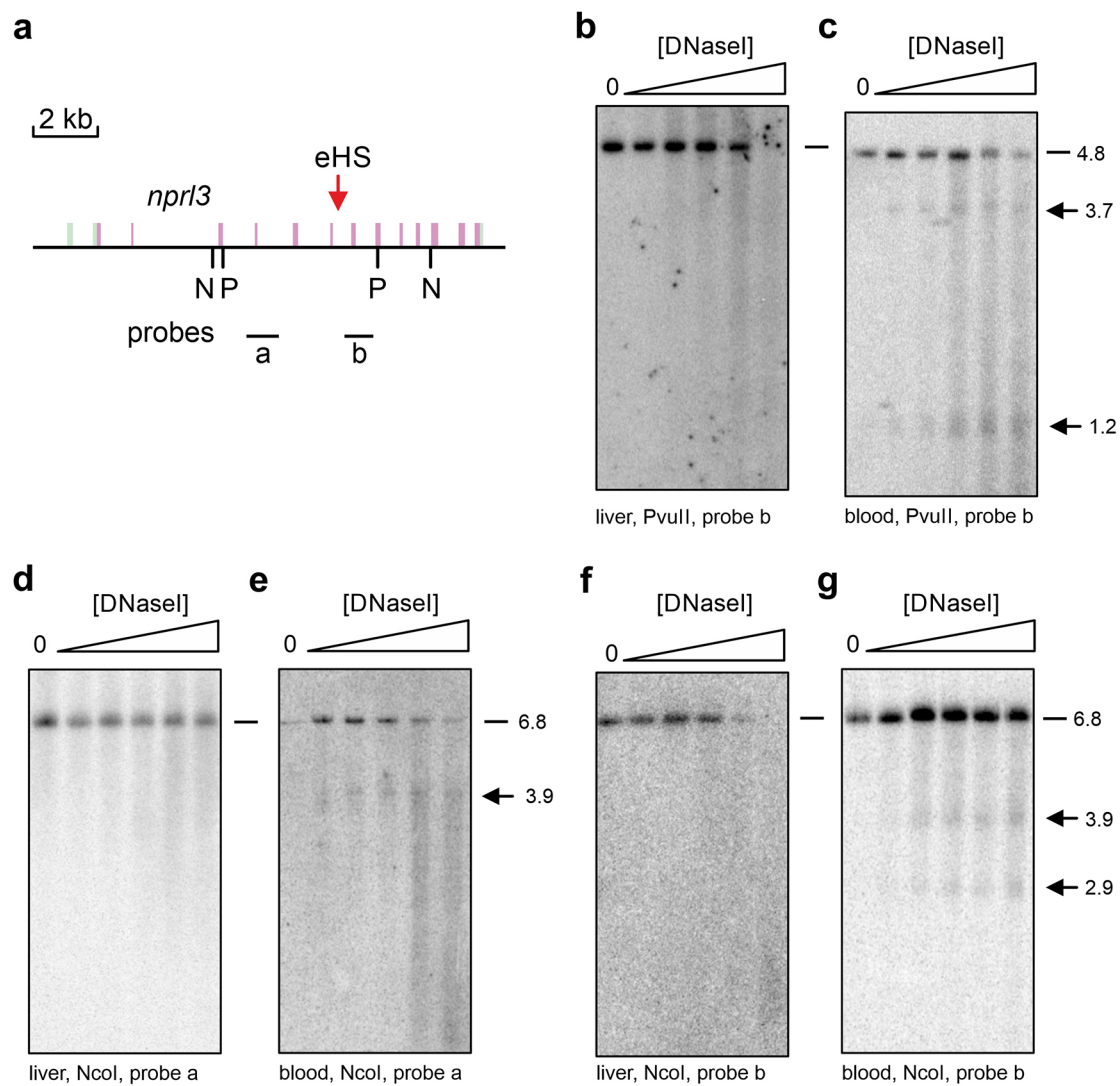 a
2 kb
eHS
nprl3
N P P N
probes
a b
b
[DNaseI]
0
liver, PvuII, probe b
c
[DNaseI]
0
4.8
3.7
1.2
blood, PvuII, probe b
d
[DNaseI]
0
liver, NcoI, probe a
e
[DNaseI]
0
6.8
3.9
blood, NcoI, probe a
f
[DNaseI]
0
liver, NcoI, probe b
g
[DNaseI]
0
6.8
3.9
2.9
blood, NcoI, probe b